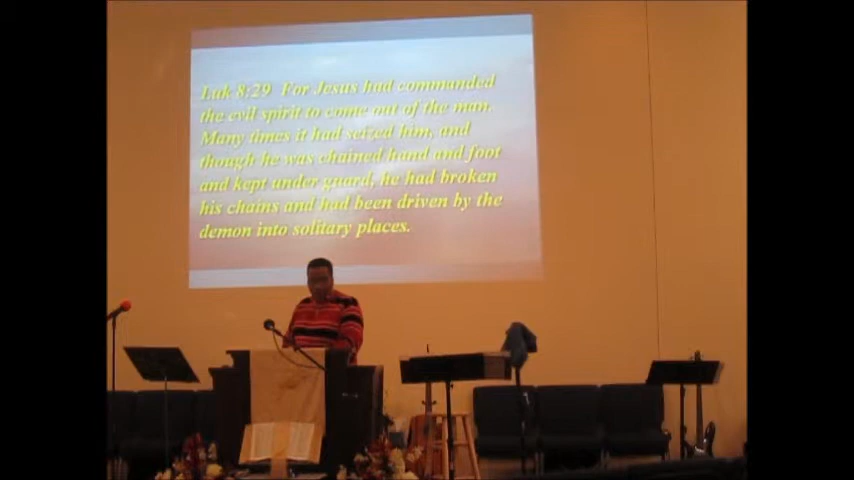 Luk 8:29 For Jesus had commanded
the evil spirit to come out of the man.
Many times it had seized him, and
though he was chained hand and foot
and kept under guard, he had broken
his chains and had been driven by the
demon into solitary places.